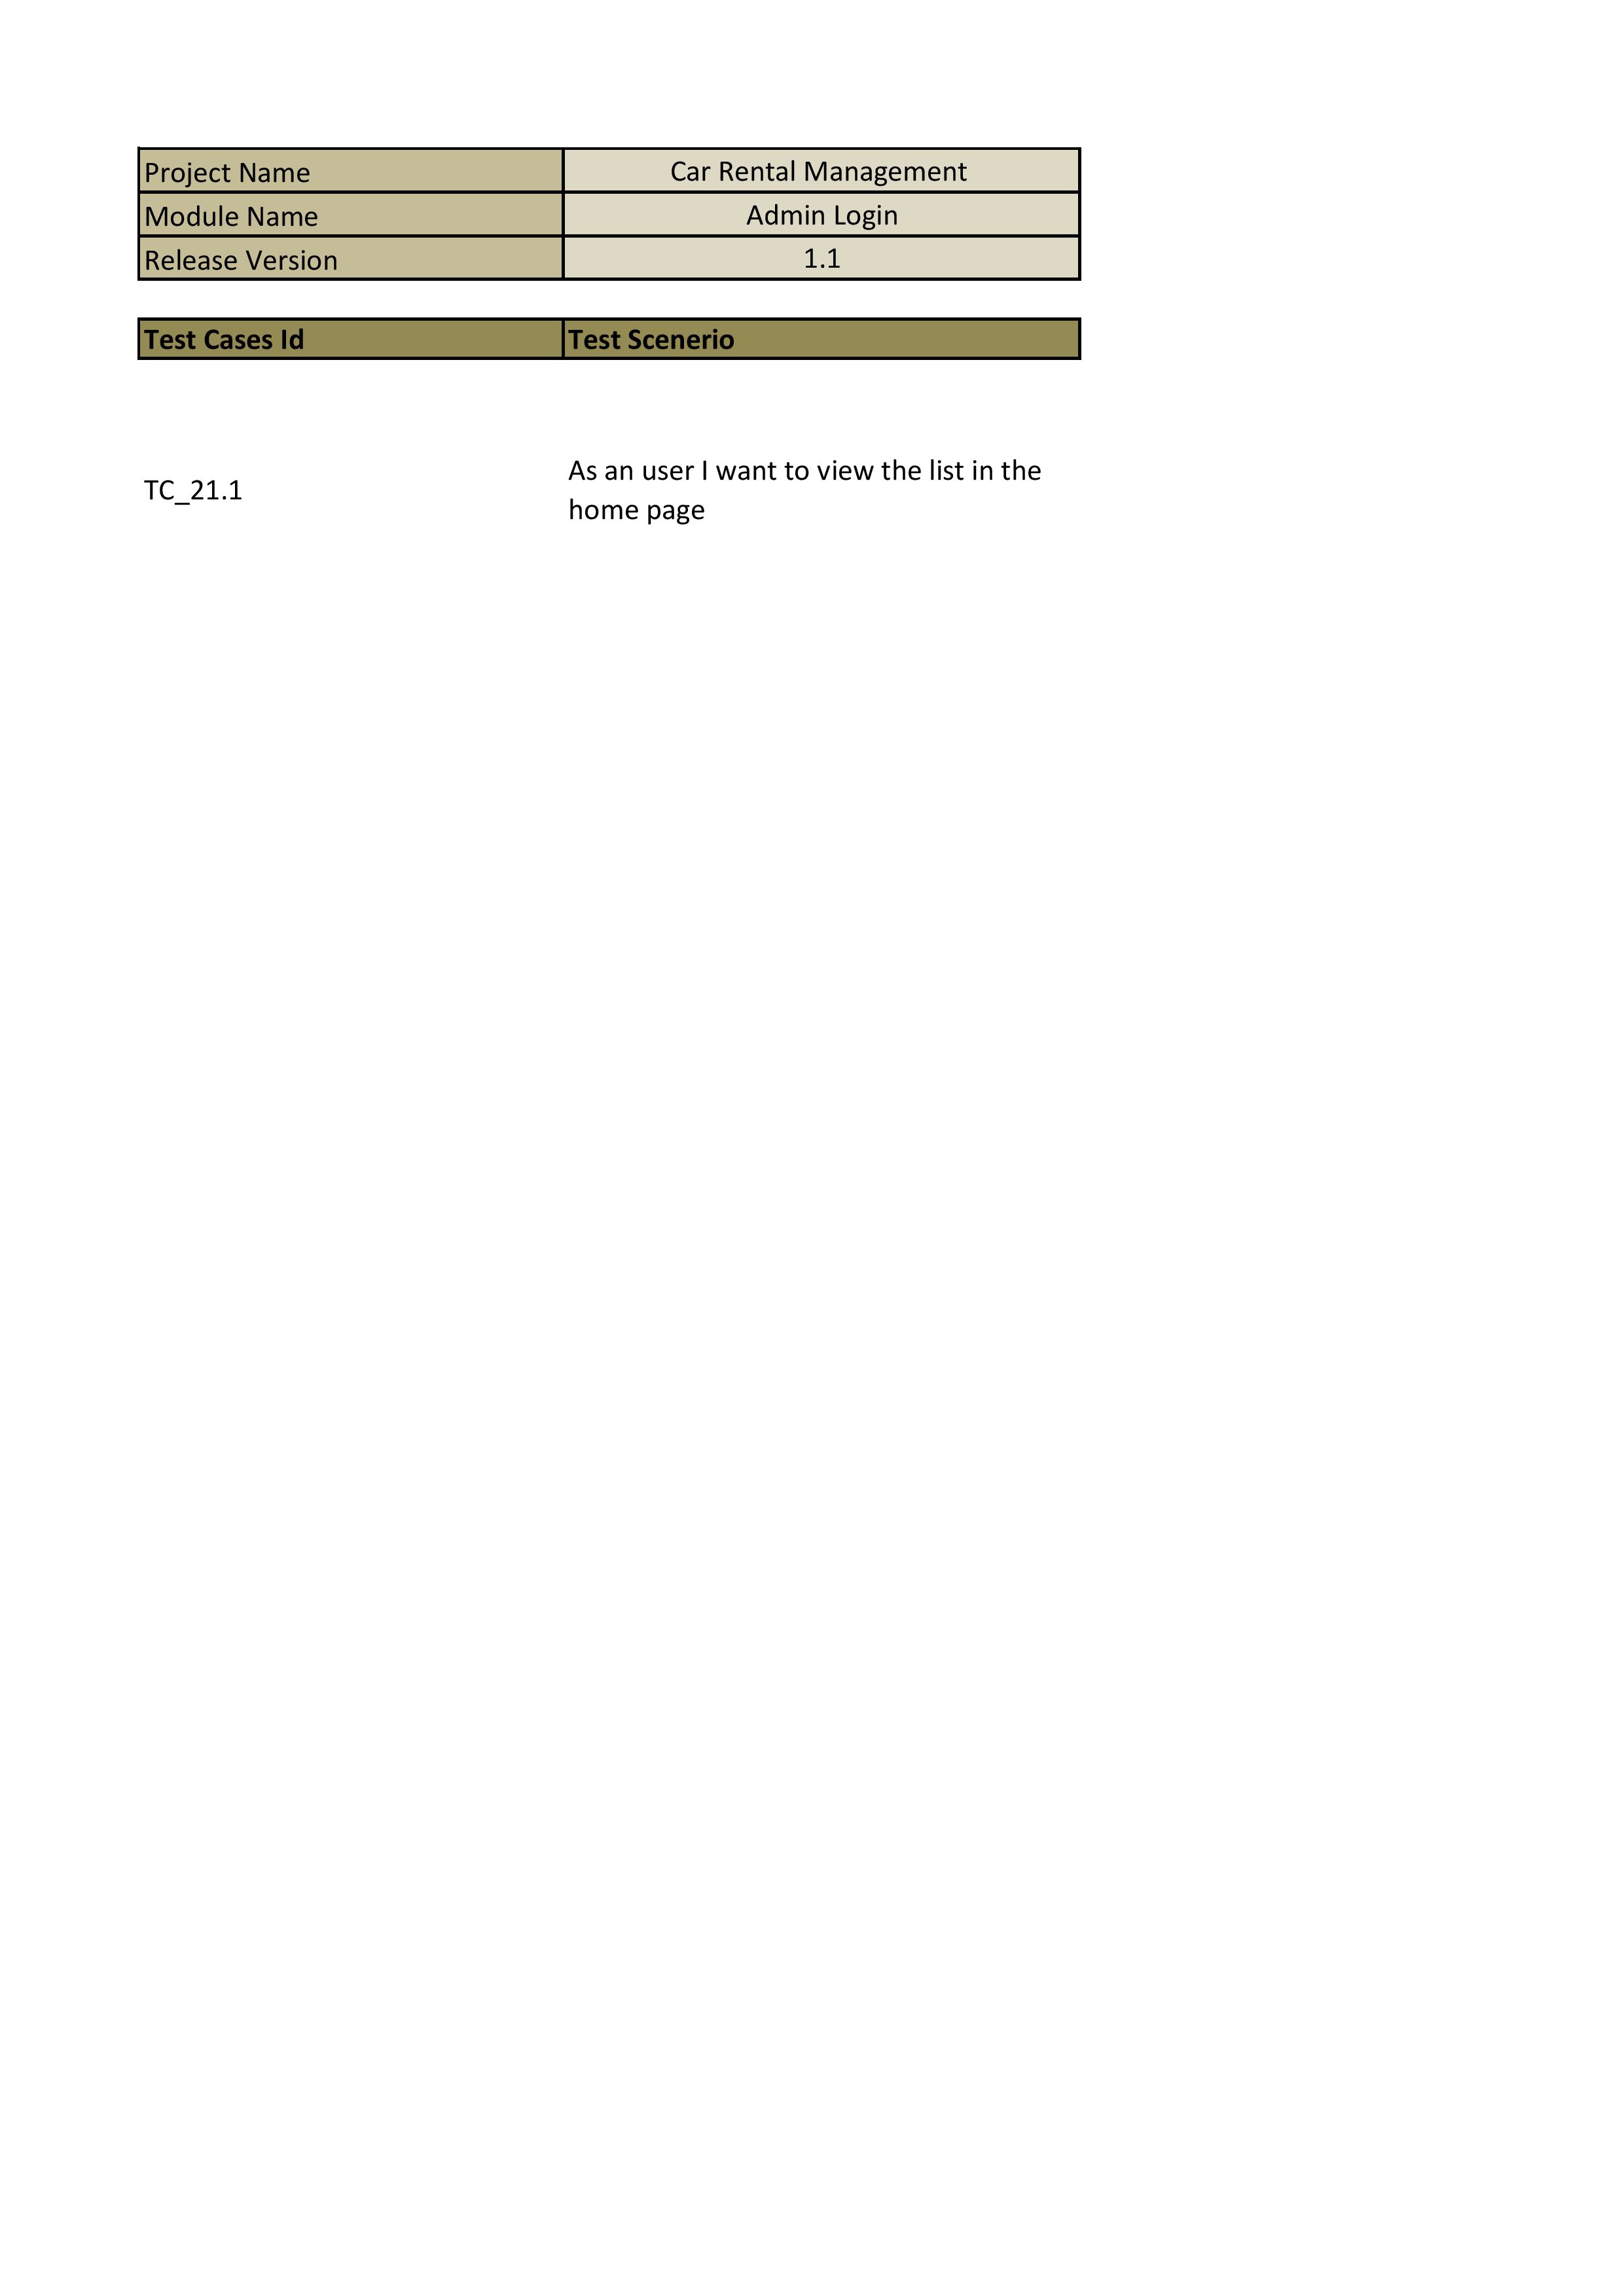 Project Name Car Rental Management
Module Name Admin Login
Release Version 1.1
Test Cases Id Test Scenerio
TC_21.1 As an user I want to view the list in the
home page